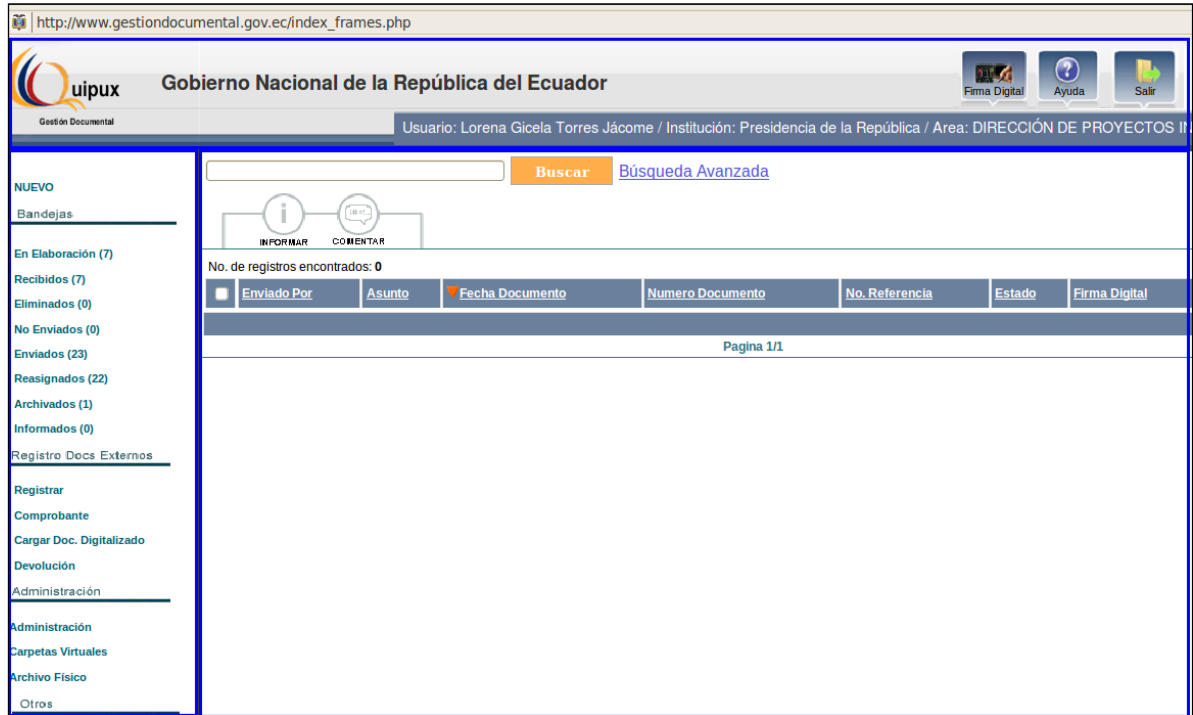 http://www.gestiondocumental.gov.ec/index_frames.php
Quipux
Gestión Documental
Gobierno Nacional de la República del Ecuador
Firma Digital
Ayuda
Salir
Usuario: Lorena Gicela Torres Jácome / Institución: Presidencia de la República / Area: DIRECCIÓN DE PROYECTOS IN
NUEVO
Bandejas
En Elaboración (7)
Recibidos (7)
Eliminados (0)
No Enviados (0)
Enviados (23)
Reasignados (22)
Archivados (1)
Informados (0)
Registro Docs Externos
Registrar
Comprobante
Cargar Doc. Digitalizado
Devolución
Administración
Administración
Carpetas Virtuales
Archivo Físico
Otros
Buscar Búsqueda Avanzada
INFORMAR COMENTAR
No. de registros encontrados: 0
Enviado Por Asunto Fecha Documento Numero Documento No. Referencia Estado Firma Digital
Pagina 1/1